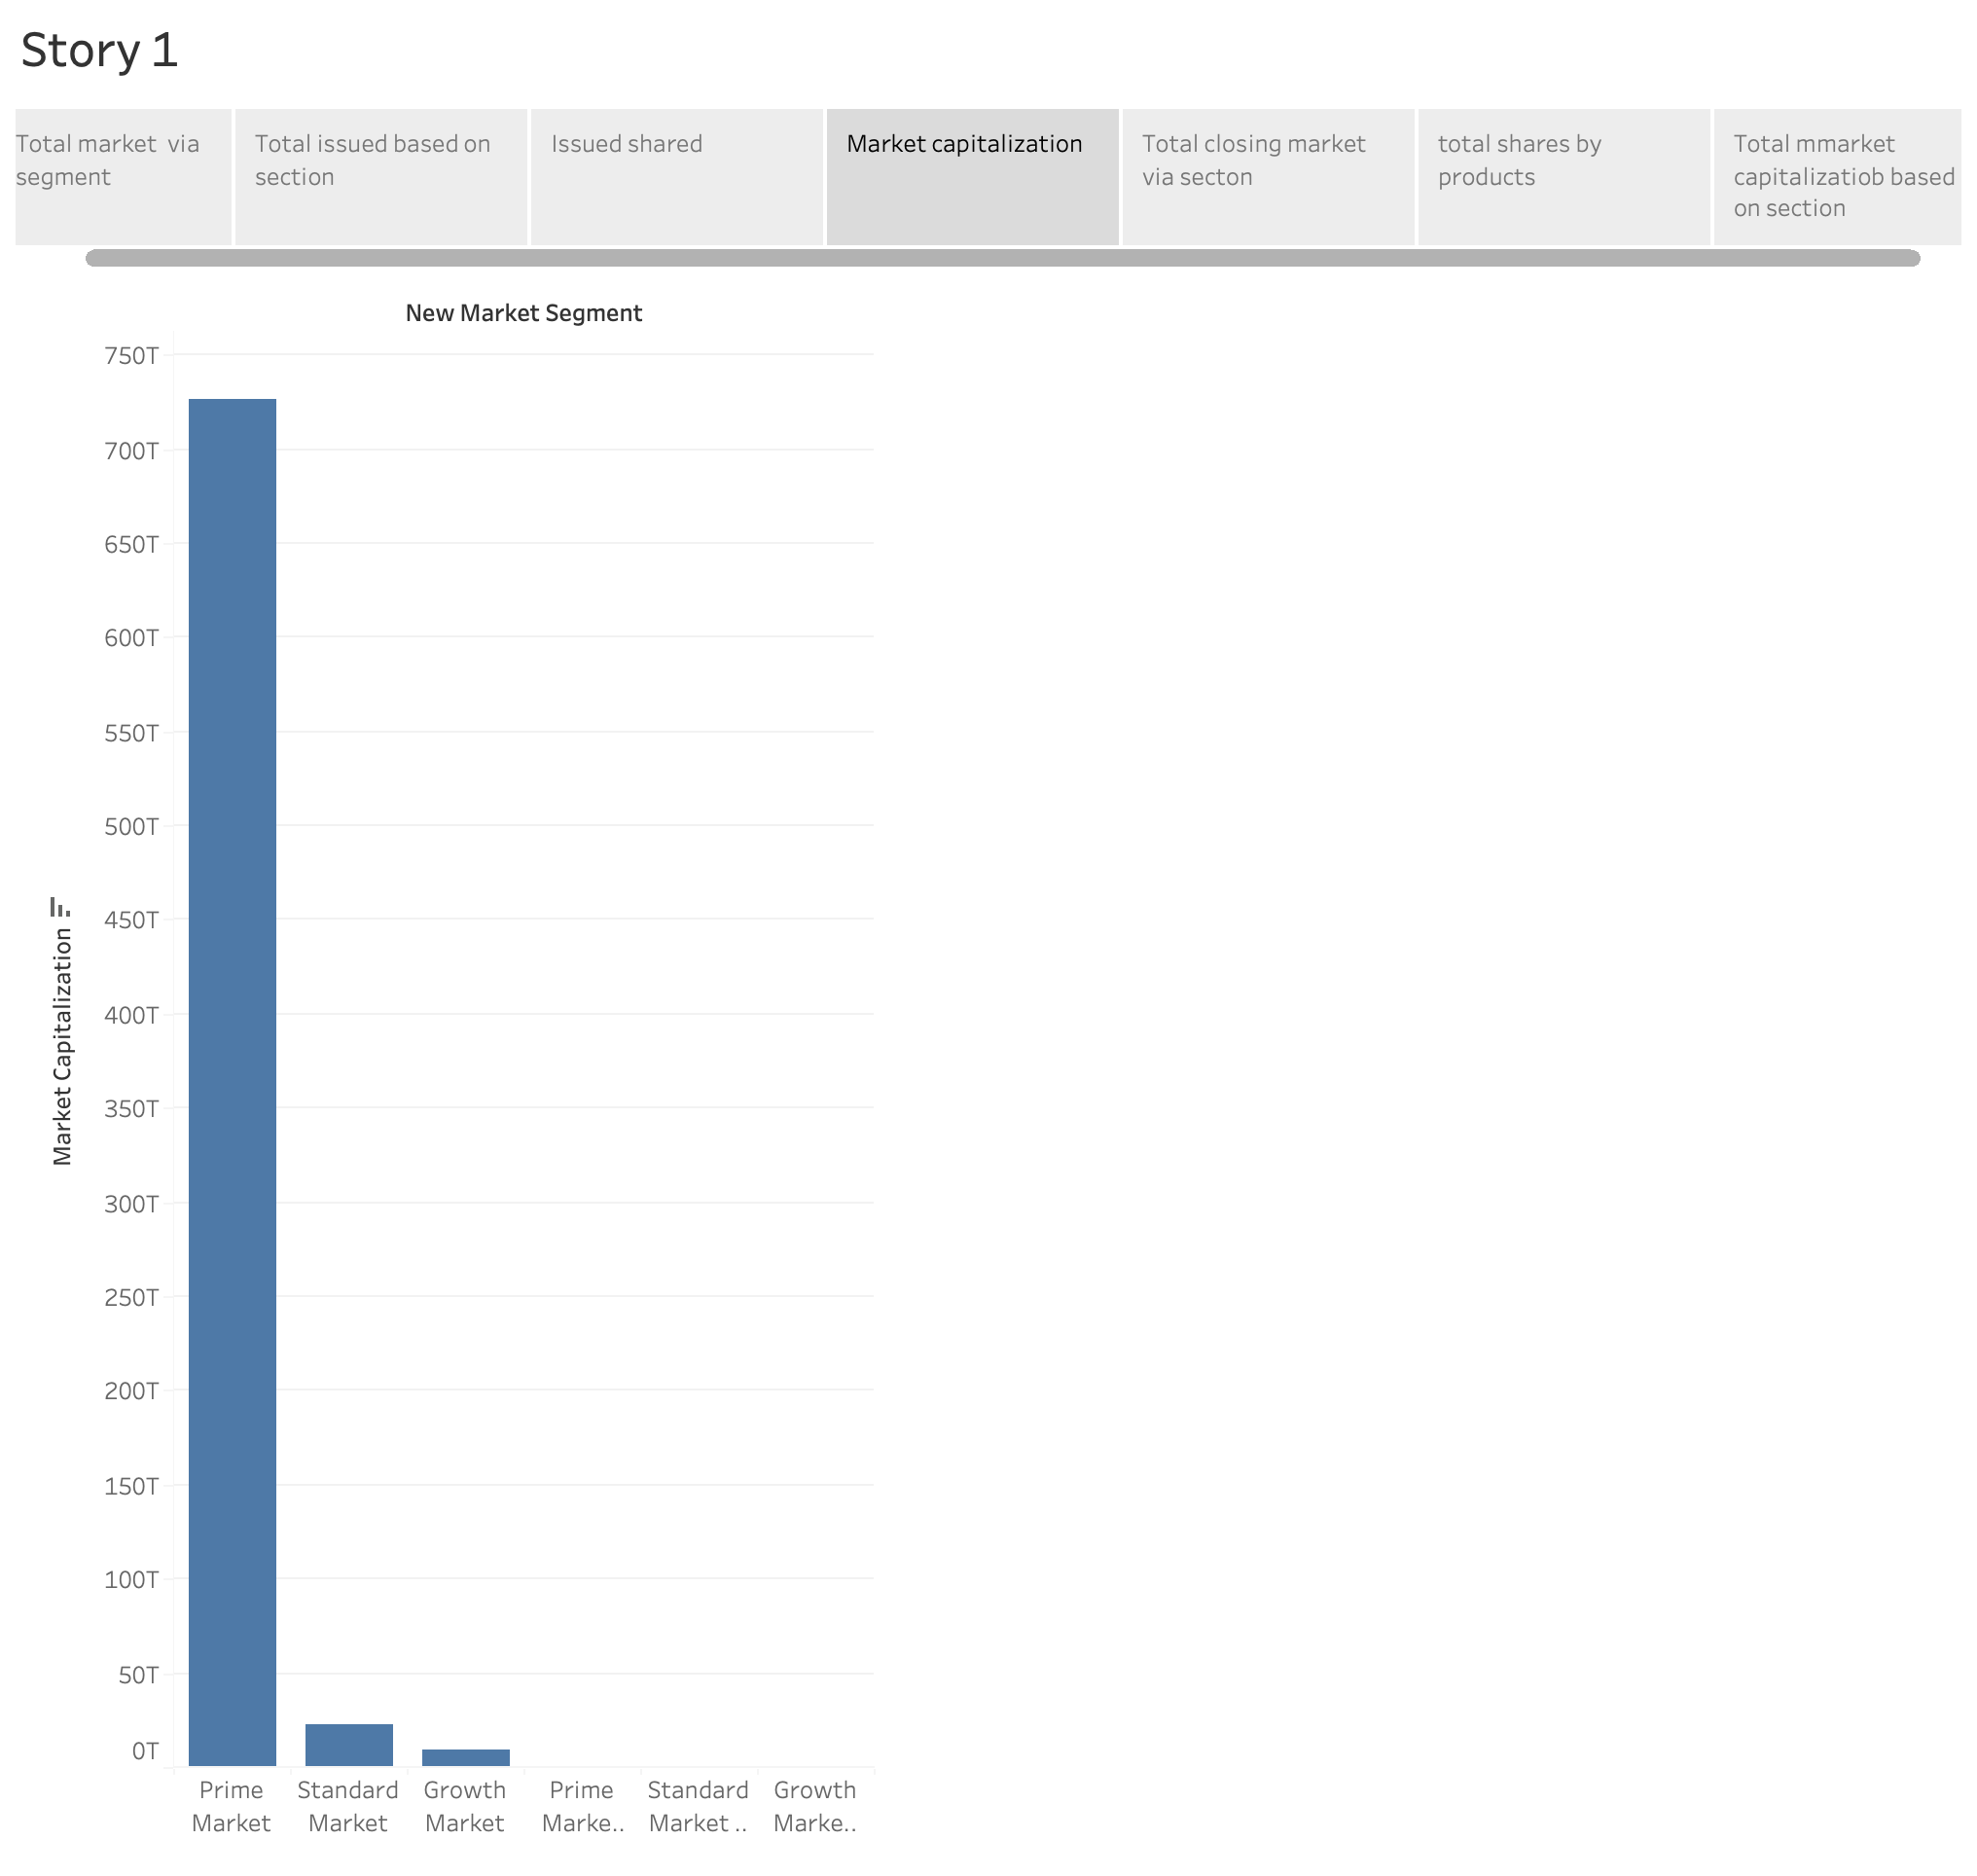 Story 1
Total market  via
segment
Total issued based on
section
Issued shared
Market capitalization
Total closing market
via secton
total shares by
products
Total mmarket
capitalizatiob based
on section
New Market Segment
750T
700T
650T
600T
550T
500T
450T
400T
350T
300T
250T
200T
150T
100T
50T
0T
Market Capitalization
Prime
Market
Standard
Market
Growth
Market
Prime
Marke..
Standard
Market ..
Growth
Marke..